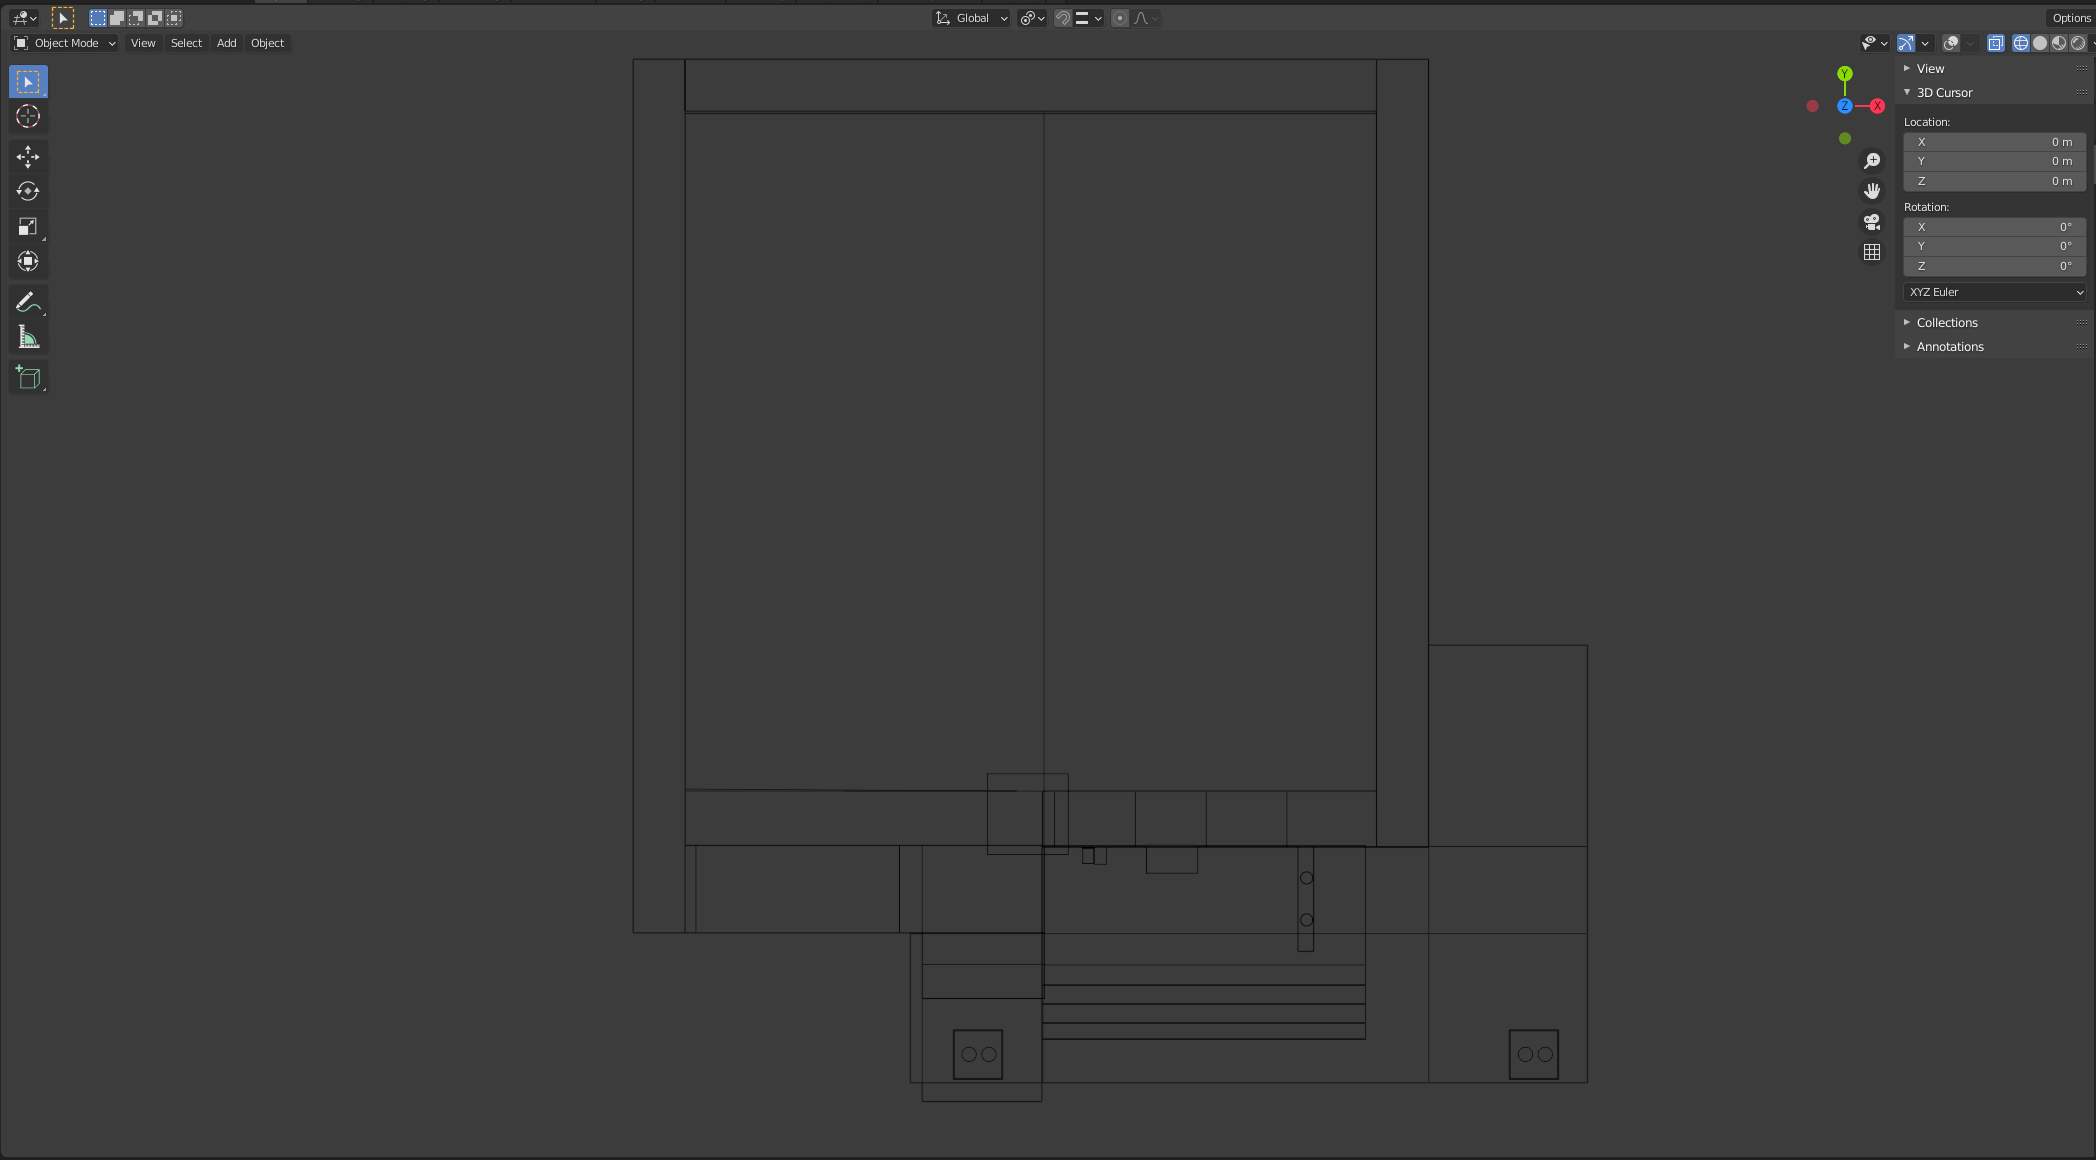 Global
Options
Object Mode View Select Add Object
Y
Z X
View
3D Cursor
Location:
X 0 m
Y 0 m
Z 0 m
Rotation:
X 0°
Y 0°
Z 0°
XYZ Euler
Collections
Annotations